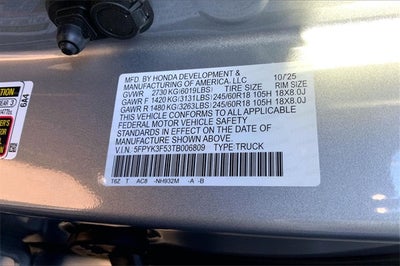 MFD. BY HONDA DEVELOPMENT & 10/25
MANUFACTURING OF AMERICA, LLC
GVWR 2730 KG(6019LBS) TIRE SIZE RIM SIZE
GAWR F 1420 KG(3131LBS) 245/60R18 105H 18X8.0J
GAWR R 1480 KG(3263LBS) 245/60R18 105H 18X8.0J
THIS VEHICLE CONFORMS TO ALL APPLICABLE
FEDERAL MOTOR VEHICLE SAFETY
STANDARDS IN EFFECT ON THE DATE OF
MANUFACTURE SHOWN ABOVE.
V.I.N. 5FPYK3F53TB006809 TYPE:TRUCK
T6Z T AC8 -NH932M -A -B
6A4